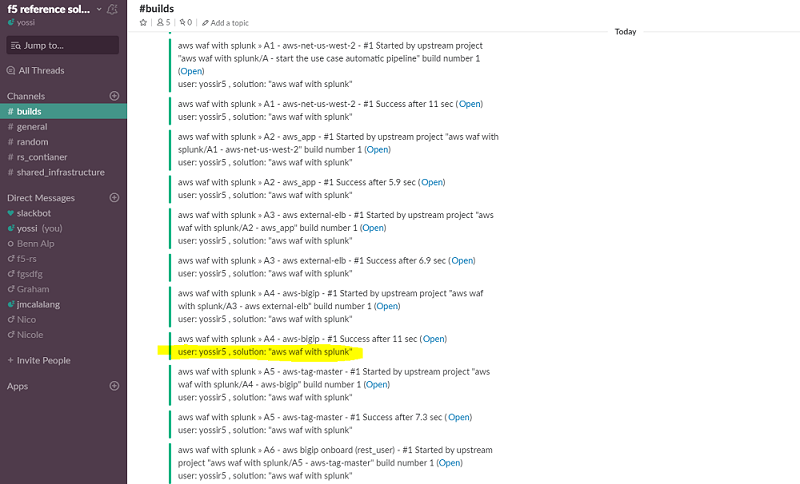 f5 reference sol...
yossi
Jump to...
All Threads
Channels
# builds
# general
# random
# rs_contianer
# shared_infrastructure
Direct Messages
slackbot
yossi (you)
Benn Alp
f5-rs
fgsdfg
Graham
jmcalalang
Nico
Nicole
+ Invite People
Apps
#builds
5
0
Add a topic
Today
aws waf with splunk » A1 - aws-net-us-west-2 - #1 Started by upstream project
"aws waf with splunk/A - start the use case automatic pipeline" build number 1
(Open)
user: yossir5 , solution: "aws waf with splunk"
aws waf with splunk » A1 - aws-net-us-west-2 - #1 Success after 11 sec (Open)
user: yossir5 , solution: "aws waf with splunk"
aws waf with splunk » A2 - aws_app - #1 Started by upstream project "aws waf with
splunk/A1 - aws-net-us-west-2" build number 1 (Open)
user: yossir5 , solution: "aws waf with splunk"
aws waf with splunk » A2 - aws_app - #1 Success after 5.9 sec (Open)
user: yossir5 , solution: "aws waf with splunk"
aws waf with splunk » A3 - aws external-elb - #1 Started by upstream project "aws
waf with splunk/A2 - aws_app" build number 1 (Open)
user: yossir5 , solution: "aws waf with splunk"
aws waf with splunk » A3 - aws external-elb - #1 Success after 6.9 sec (Open)
user: yossir5 , solution: "aws waf with splunk"
aws waf with splunk » A4 - aws-bigip - #1 Started by upstream project "aws waf
with splunk/A3 - aws external-elb" build number 1 (Open)
user: yossir5 , solution: "aws waf with splunk"
aws waf with splunk » A4 - aws-bigip - #1 Success after 11 sec (Open)
user: yossir5 , solution: "aws waf with splunk"
aws waf with splunk » A5 - aws-tag-master - #1 Started by upstream project "aws
waf with splunk/A4 - aws-bigip" build number 1 (Open)
user: yossir5 , solution: "aws waf with splunk"
aws waf with splunk » A5 - aws-tag-master - #1 Success after 7.3 sec (Open)
user: yossir5 , solution: "aws waf with splunk"
aws waf with splunk » A6 - aws bigip onboard (rest_user) - #1 Started by upstream
project "aws waf with splunk/A5 - aws-tag-master" build number 1 (Open)
user: yossir5 , solution: "aws waf with splunk"